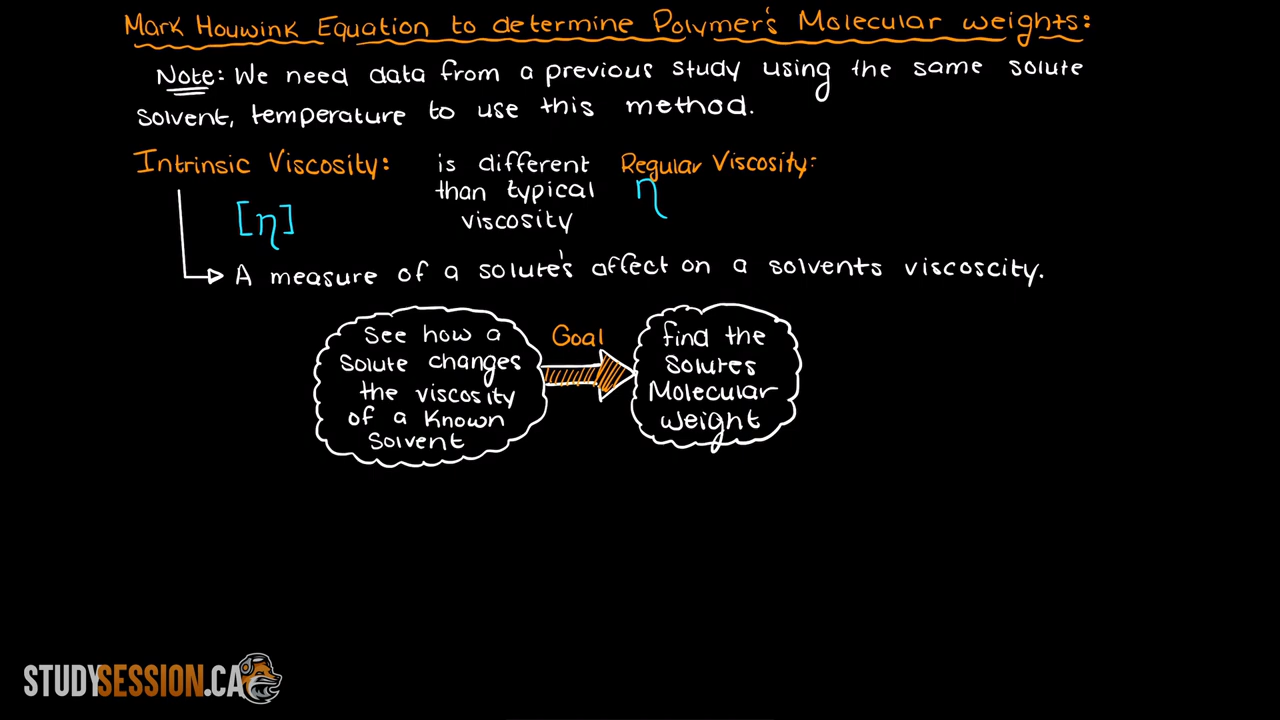 Mark Houwink Equation to determine Polymer's Molecular weights:
Note: We need data from a previous study using the same solute
solvent, temperature to use this method.
Intrinsic Viscosity:
[η]
is different
than typical
viscosity
Regular Viscosity:
η
A measure of a solute's affect on a solvents viscoscity.
See how a
solute changes
the viscosity
of a known
solvent
Goal
find the
solutes
Molecular
weight
STUDYSESSION.CA